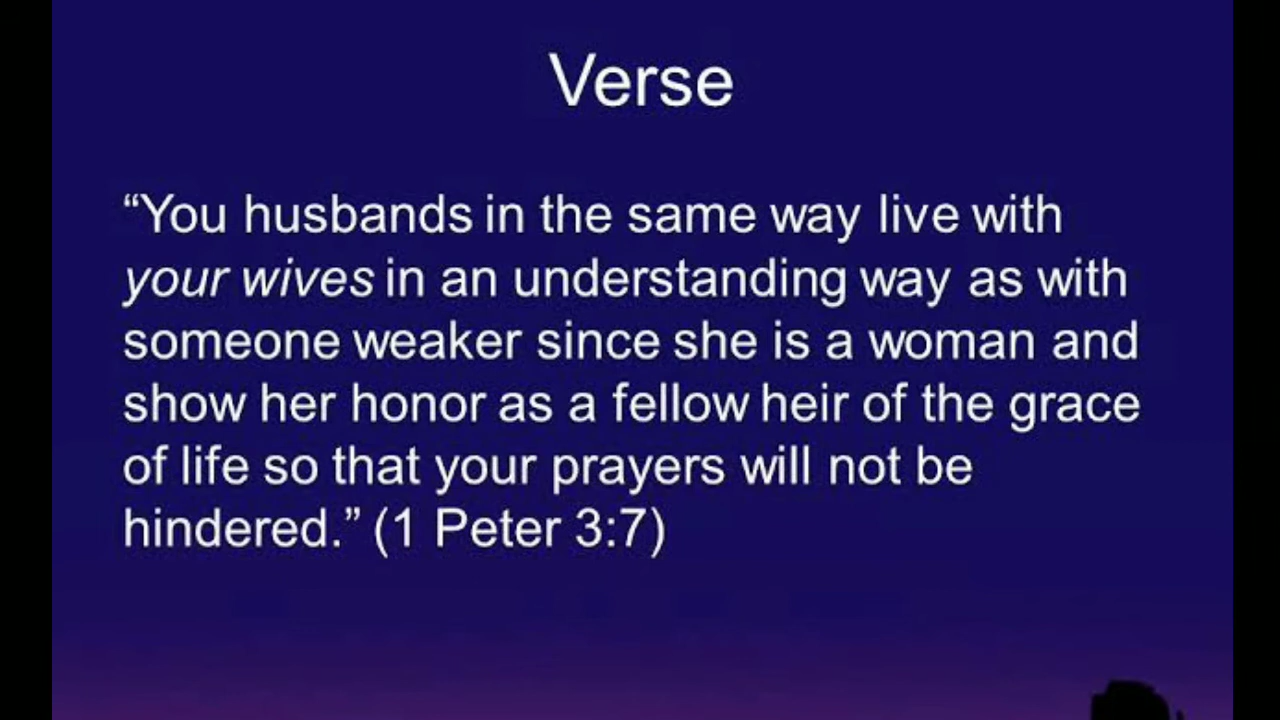 Verse
“You husbands in the same way live with
your wives in an understanding way as with
someone weaker since she is a woman and
show her honor as a fellow heir of the grace
of life so that your prayers will not be
hindered.” (1 Peter 3:7)